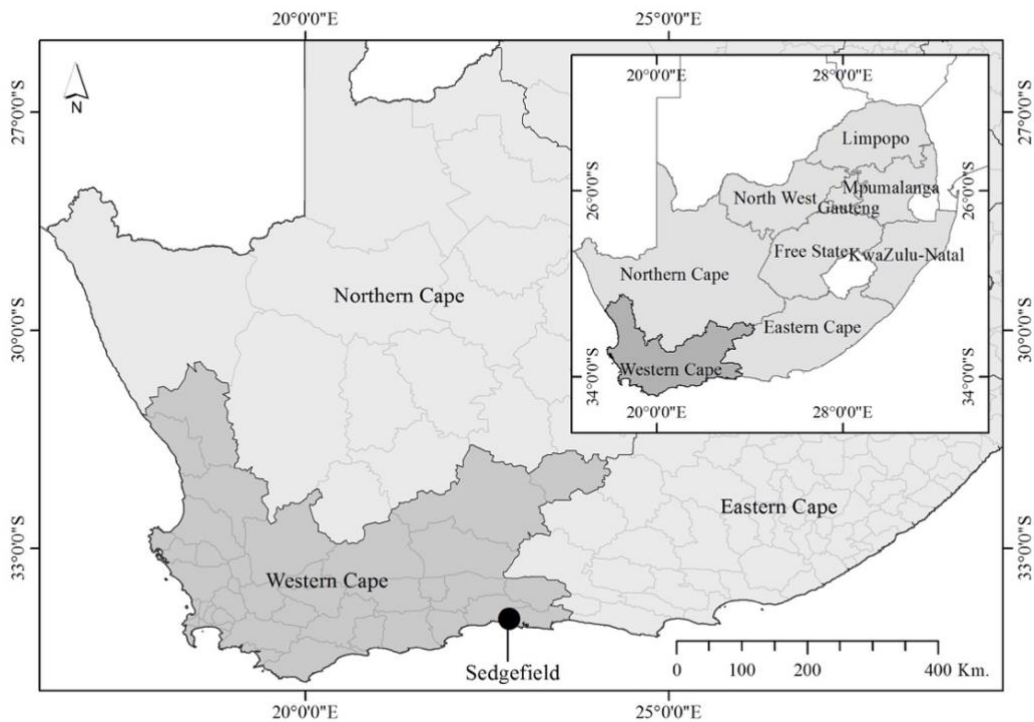 20°0'0"E 25°0'0"E
20°0'0"E 28°0'0"E
27°0'0"S
27°0'0"S
N
Limpopo
26°0'0"S
26°0'0"S
Mpumalanga
North West
Gauteng
Free State
KwaZulu-Natal
Northern Cape
Northern Cape
30°0'0"S
30°0'0"S
Eastern Cape
Western Cape
34°0'0"S
34°0'0"S
20°0'0"E 28°0'0"E
Eastern Cape
33°0'0"S
33°0'0"S
Western Cape
Sedgefield
0 100 200 300 400 Km.
20°0'0"E 25°0'0"E